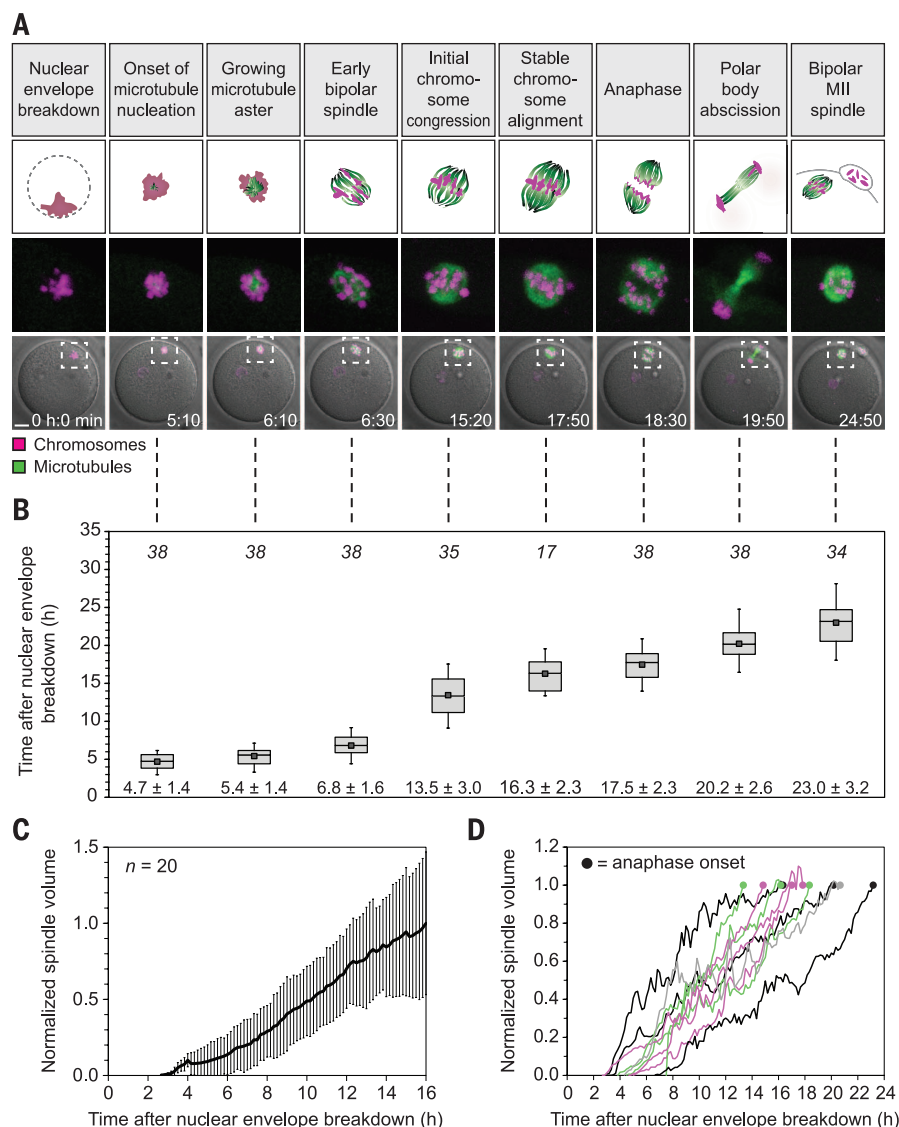 A
Nuclear
envelope
breakdown
Onset of
microtubule
nucleation
Growing
microtubule
aster
Early
bipolar
spindle
Initial
chromo-
some
congression
Stable
chromo-
some
alignment
Anaphase
Polar
body
abscission
Bipolar
MII
spindle
0 h:0 min
5:10
6:10
6:30
15:20
17:50
18:30
19:50
24:50
Chromosomes
Microtubules
B
Time after nuclear envelope
breakdown (h)
35
30
25
20
15
10
5
0
38 38 38 35 17 38 38 34
4.7 ± 1.4 5.4 ± 1.4 6.8 ± 1.6 13.5 ± 3.0 16.3 ± 2.3 17.5 ± 2.3 20.2 ± 2.6 23.0 ± 3.2
C
Normalized spindle volume
1.5
1.0
0.5
0.0
n = 20
0 2 4 6 8 10 12 14 16
Time after nuclear envelope breakdown (h)
D
Normalized spindle volume
1.2
1.0
0.8
0.6
0.4
1.2
0.0
= anaphase onset
0 2 4 6 8 10 12 14 16 18 20 22 24
Time after nuclear envelope breakdown (h)